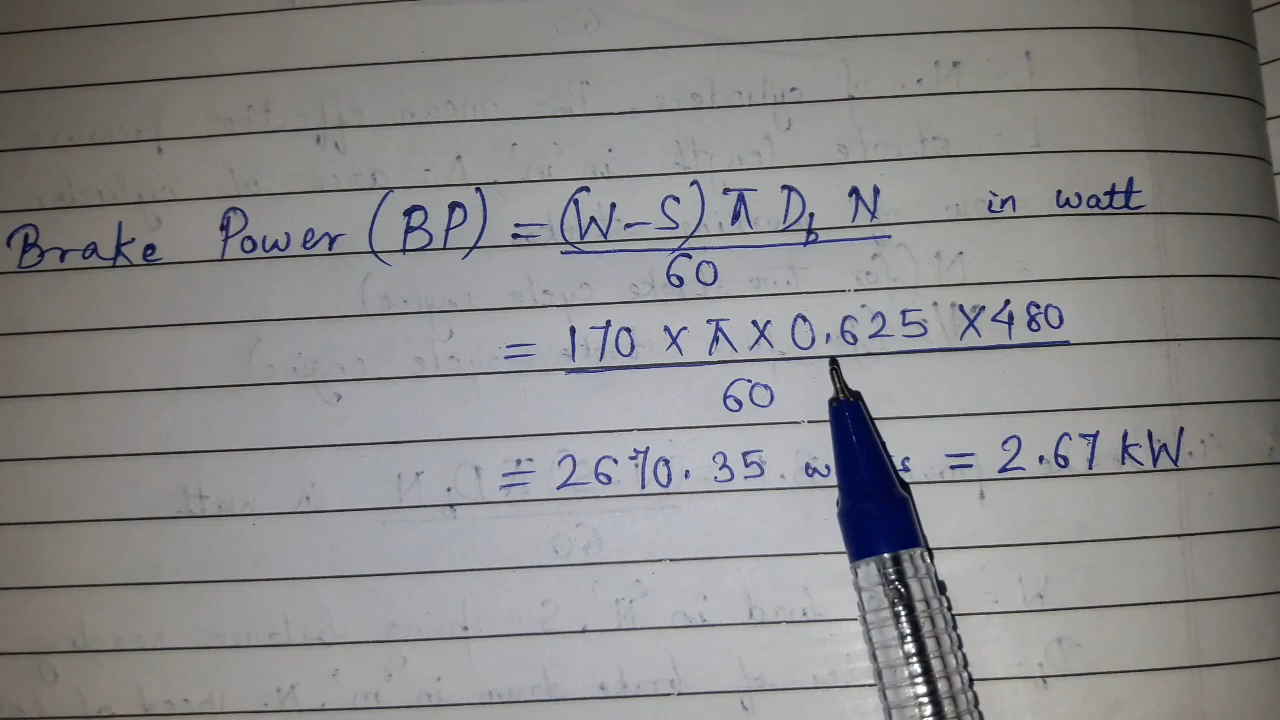 Brake Power (BP) = (W-S) π D_b N in watt
60
= 170 × π × 0.625 × 480
60
= 2670.35 = 2.67 kW.